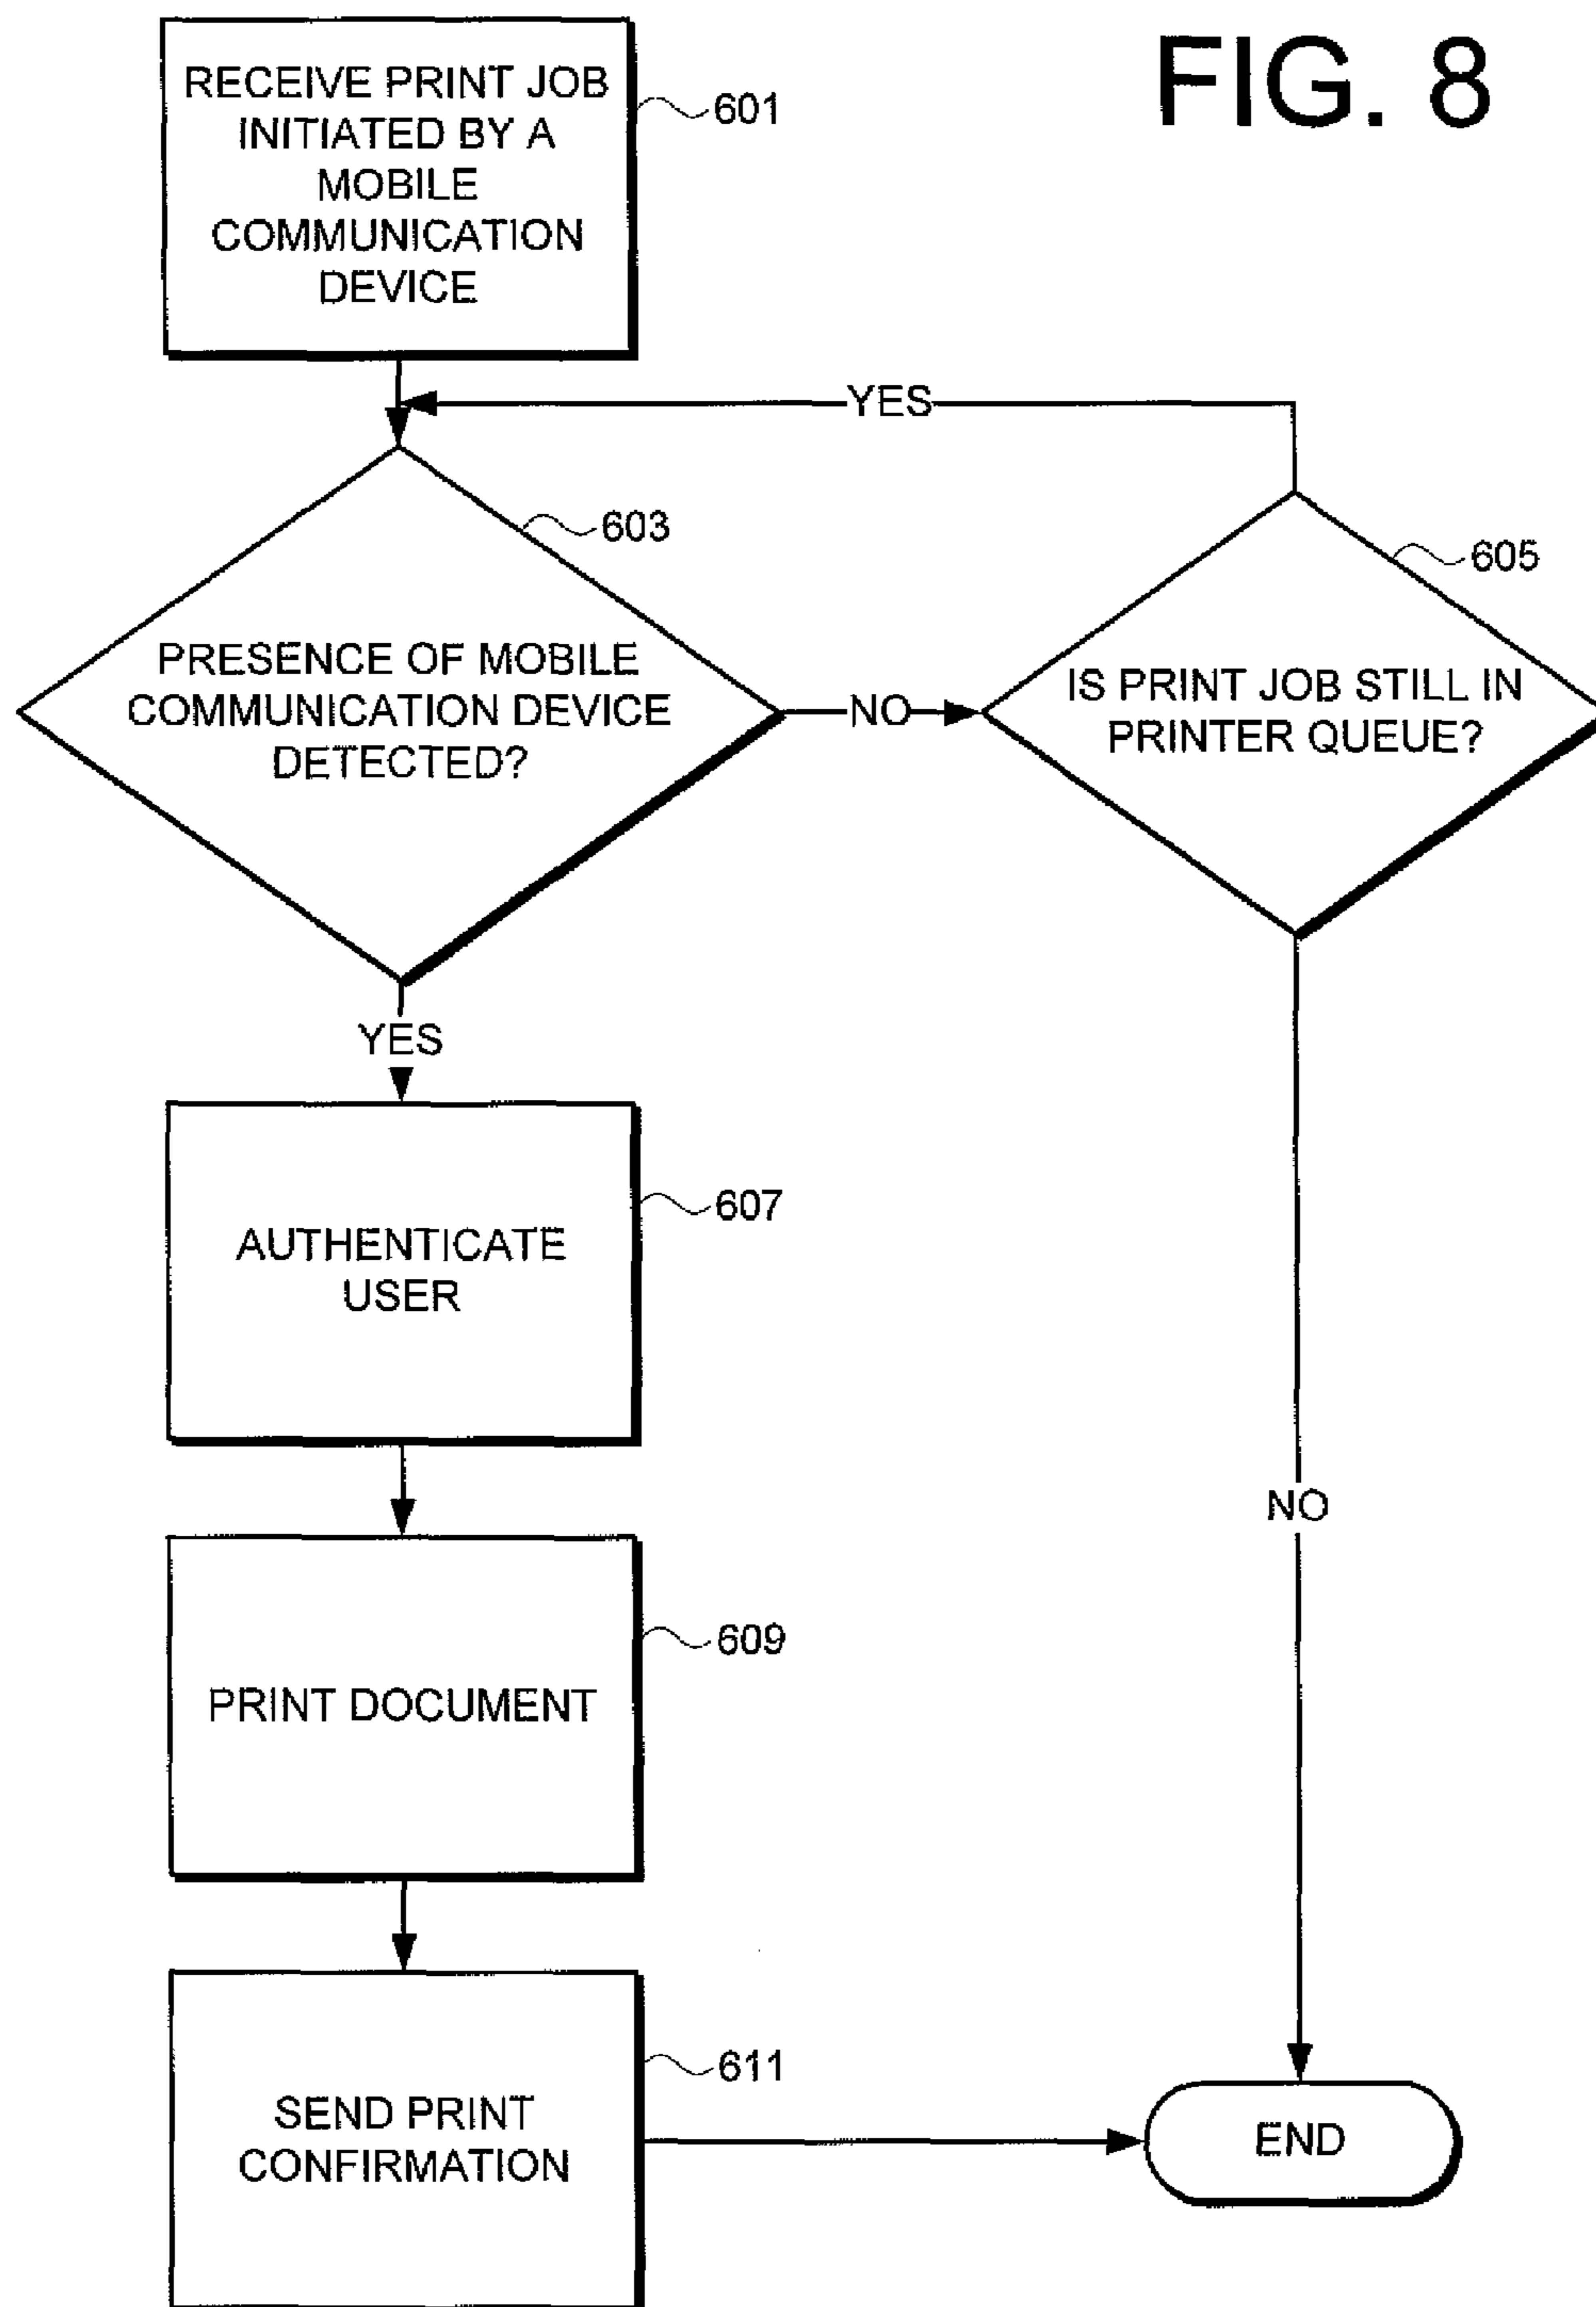 FIG. 8
RECEIVE PRINT JOB
INITIATED BY A
MOBILE
COMMUNICATION
DEVICE
601
YES
603
605
PRESENCE OF MOBILE
COMMUNICATION DEVICE
DETECTED?
NO
IS PRINT JOB STILL IN
PRINTER QUEUE?
YES
607
AUTHENTICATE
USER
NO
609
PRINT DOCUMENT
611
SEND PRINT
CONFIRMATION
END